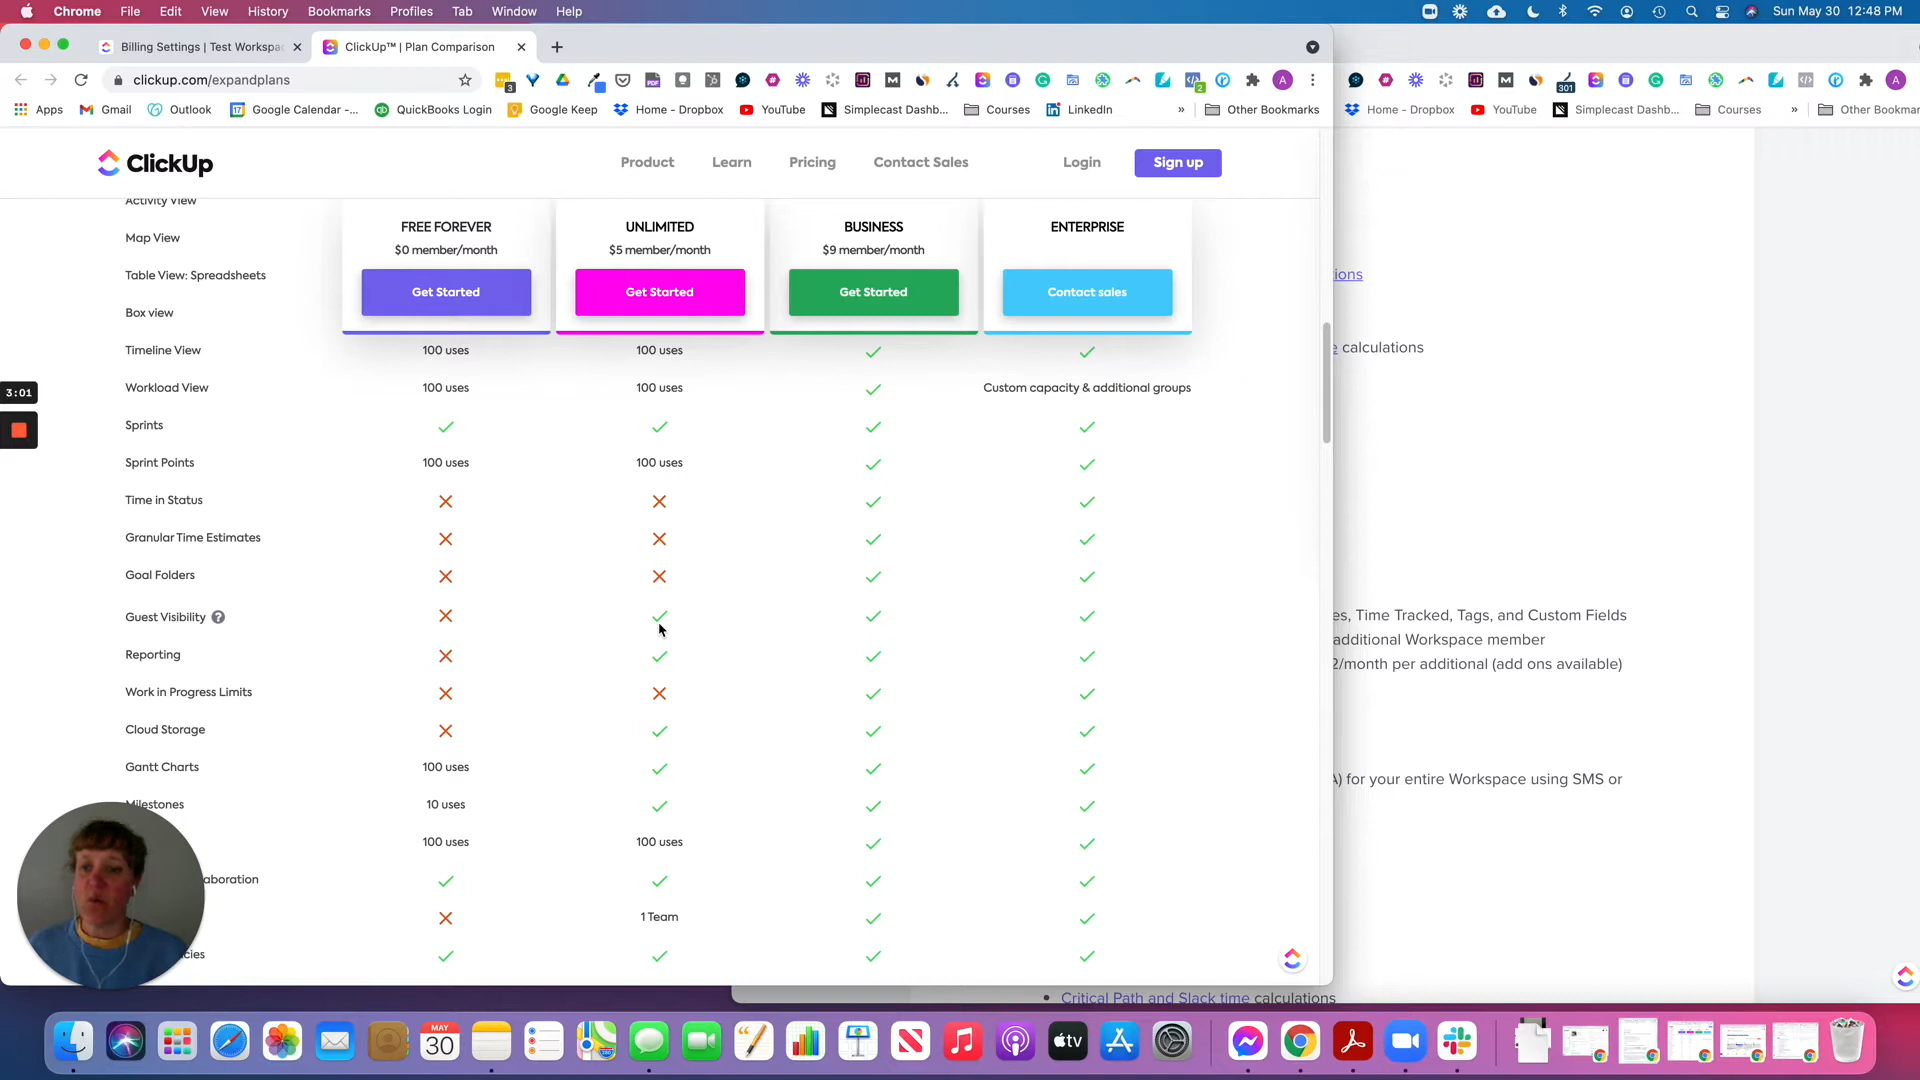 Chrome File Edit View History Bookmarks Profiles Tab Window Help
Sun May 30 12:48 PM
Billing Settings | Test Workspac
ClickUp™ | Plan Comparison
clickup.com/expandplans
3
2
A
301
A
Apps Gmail Outlook Google Calendar -... QuickBooks Login Google Keep Home - Dropbox YouTube Simplecast Dashb... Courses LinkedIn » Other Bookmarks
Home - Dropbox YouTube Simplecast Dashb... Courses » Other Bookmar
ClickUp
Product Learn Pricing Contact Sales Login Sign up
Activity View
FREE FOREVER UNLIMITED BUSINESS ENTERPRISE
Map View
$0 member/month $5 member/month $9 member/month
Table View: Spreadsheets
ions
Get Started Get Started Get Started Contact sales
Box view
Timeline View 100 uses 100 uses
e calculations
Workload View 100 uses 100 uses Custom capacity & additional groups
3:01
Sprints
Sprint Points 100 uses 100 uses
Time in Status
Granular Time Estimates
Goal Folders
Guest Visibility ?
es, Time Tracked, Tags, and Custom Fields
additional Workspace member
Reporting
2/month per additional (add ons available)
Work in Progress Limits
Cloud Storage
Gantt Charts 100 uses
A) for your entire Workspace using SMS or
Milestones 10 uses
100 uses 100 uses
aboration
1 Team
cies
Critical Path and Slack time calculations
MAY
30
tv